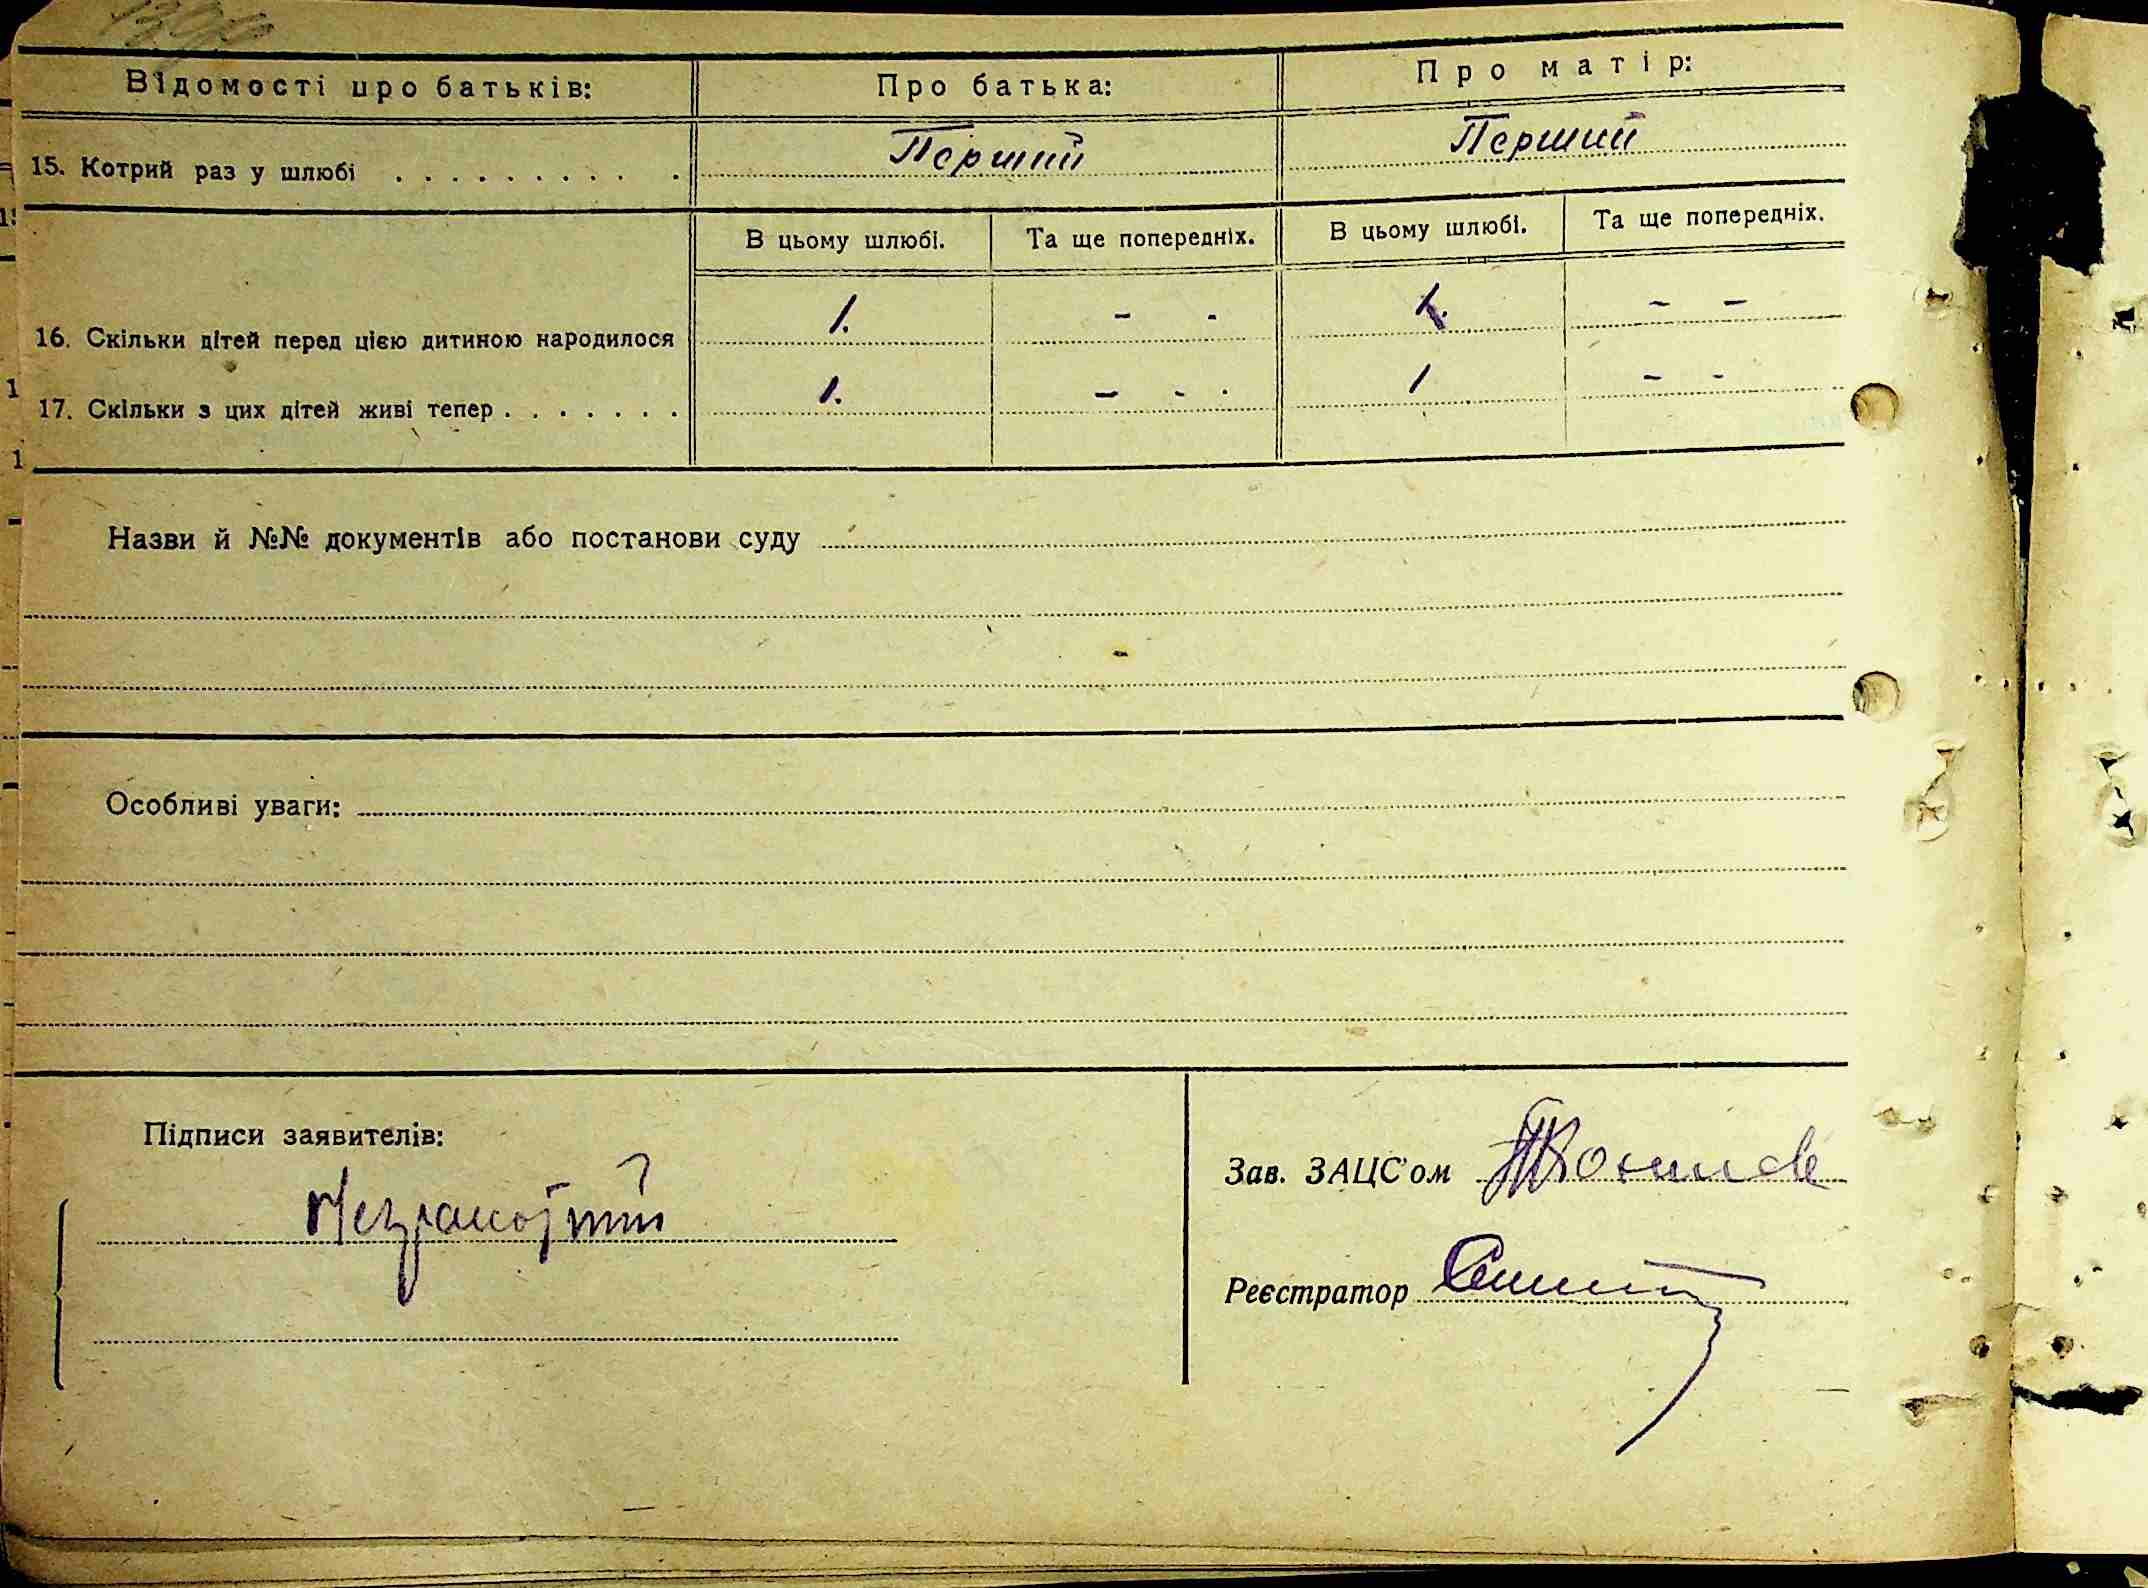 Відомості про батьків: Про батька: Про матір:
15. Котрий раз у шлюбі . . . . . . . . . . . Перший Перший
В цьому шлюбі. Та ще попередніх. В цьому шлюбі. Та ще попередніх.
16. Скільки дітей перед цією дитиною народилося 1. - - 1. - -
17. Скільки з цих дітей живі тепер . . . . . . . 1. - - 1 - -
Назви й №№ документів або постанови суду
Особливі уваги:
Підписи заявителів:
Неграмотний
Зав. ЗАЦС'ом
Реєстратор